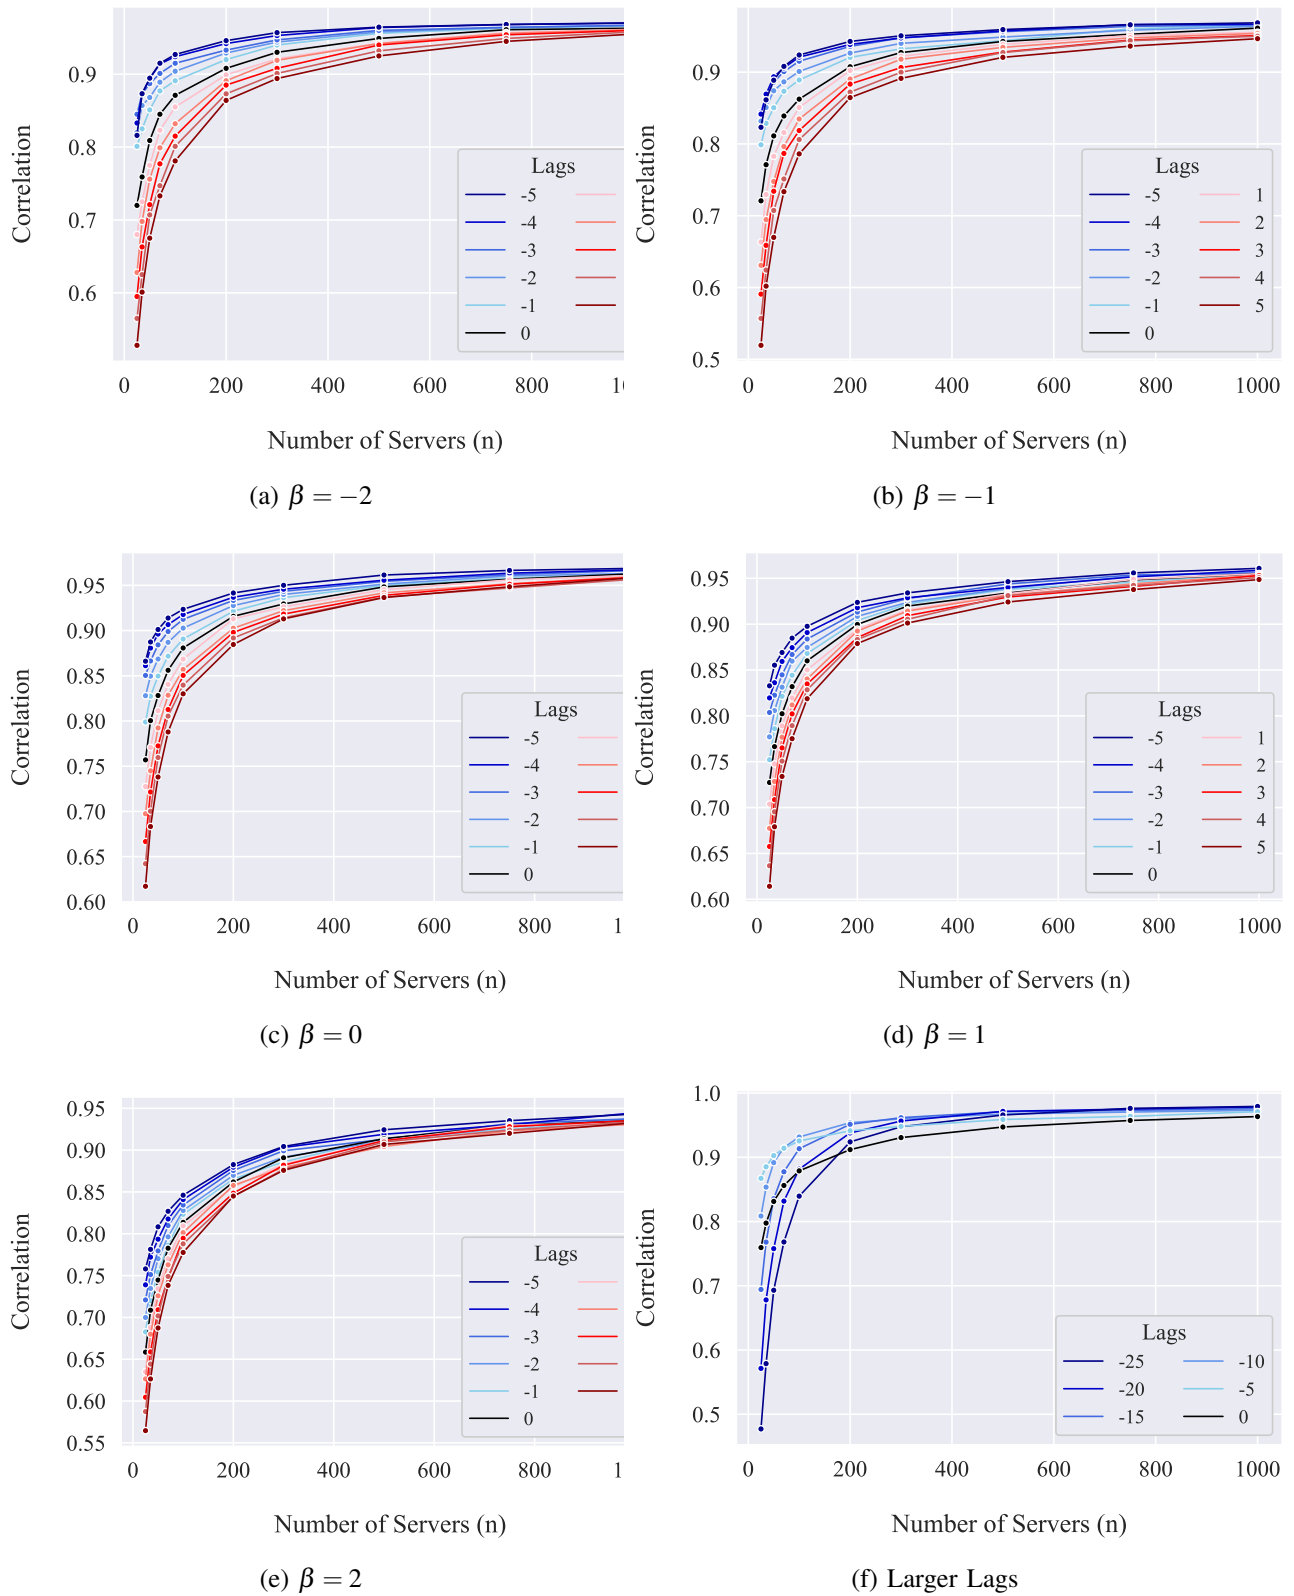 Correlation
0.9
0.8
0.7
0.6
Lags
-5
-4
-3
-2
-1
0
0 200 400 600 800
Number of Servers (n)
(a) β = −2
Correlation
0.9
0.8
0.7
0.6
0.5
Lags
-5 1
-4 2
-3 3
-2 4
-1 5
0
0 200 400 600 800 1000
Number of Servers (n)
(b) β = −1
Correlation
0.95
0.90
0.85
0.80
0.75
0.70
0.65
0.60
Lags
-5
-4
-3
-2
-1
0
0 200 400 600 800 1
Number of Servers (n)
(c) β = 0
Correlation
0.95
0.90
0.85
0.80
0.75
0.70
0.65
0.60
Lags
-5 1
-4 2
-3 3
-2 4
-1 5
0
0 200 400 600 800 1000
Number of Servers (n)
(d) β = 1
Correlation
0.95
0.90
0.85
0.80
0.75
0.70
0.65
0.60
0.55
Lags
-5
-4
-3
-2
-1
0
0 200 400 600 800 1
Number of Servers (n)
(e) β = 2
Correlation
1.0
0.9
0.8
0.7
0.6
0.5
Lags
-25 -10
-20 -5
-15 0
0 200 400 600 800 1000
Number of Servers (n)
(f) Larger Lags